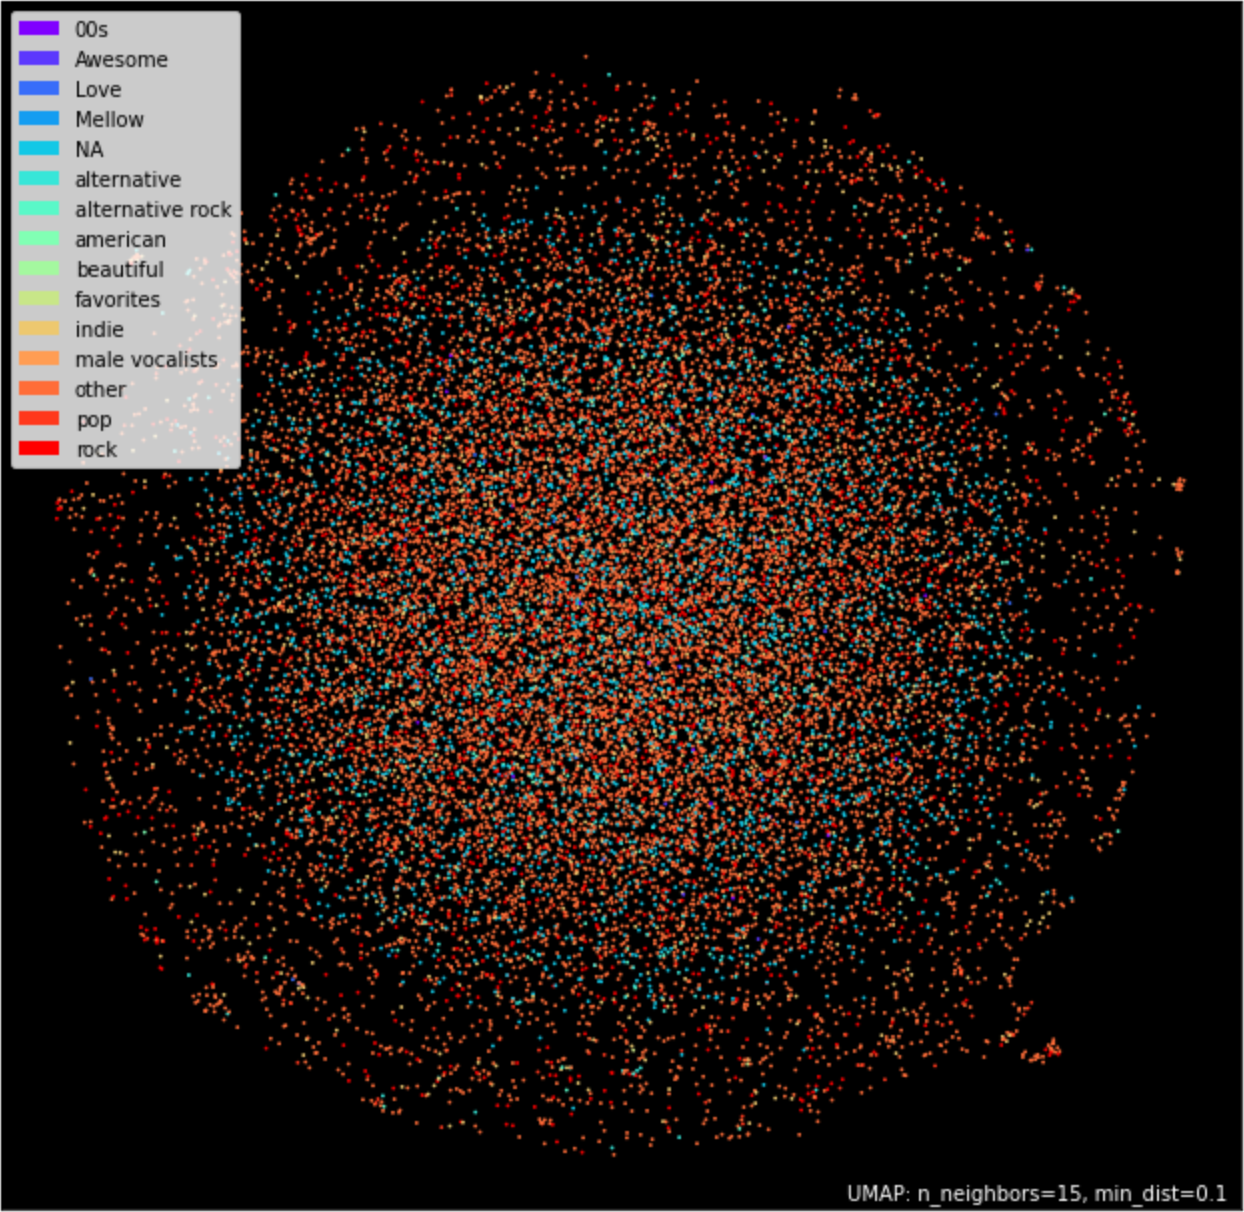 00s
Awesome
Love
Mellow
NA
alternative
alternative rock
american
beautiful
favorites
indie
male vocalists
other
pop
rock
UMAP: n_neighbors=15, min_dist=0.1